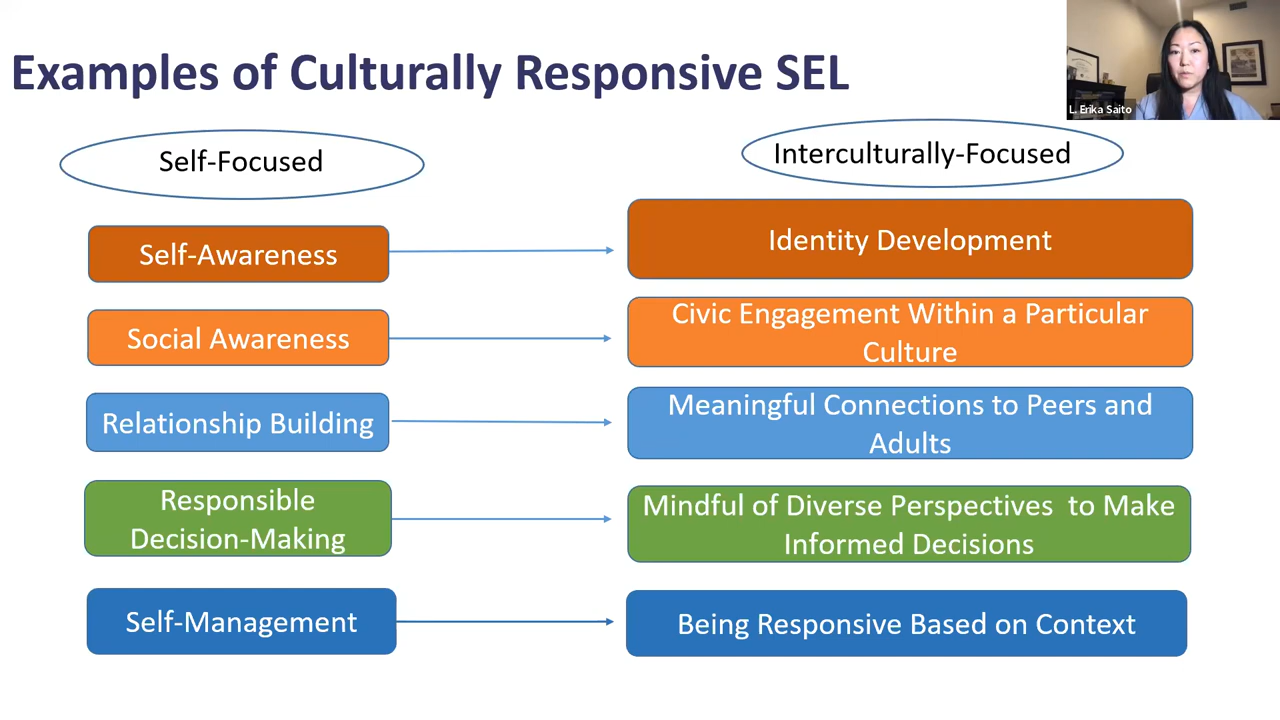 Examples of Culturally Responsive SEL
L. Erika Saito
Self-Focused
Interculturally-Focused
Self-Awareness
Identity Development
Social Awareness
Civic Engagement Within a Particular
Culture
Relationship Building
Meaningful Connections to Peers and
Adults
Responsible
Decision-Making
Mindful of Diverse Perspectives  to Make
Informed Decisions
Self-Management
Being Responsive Based on Context